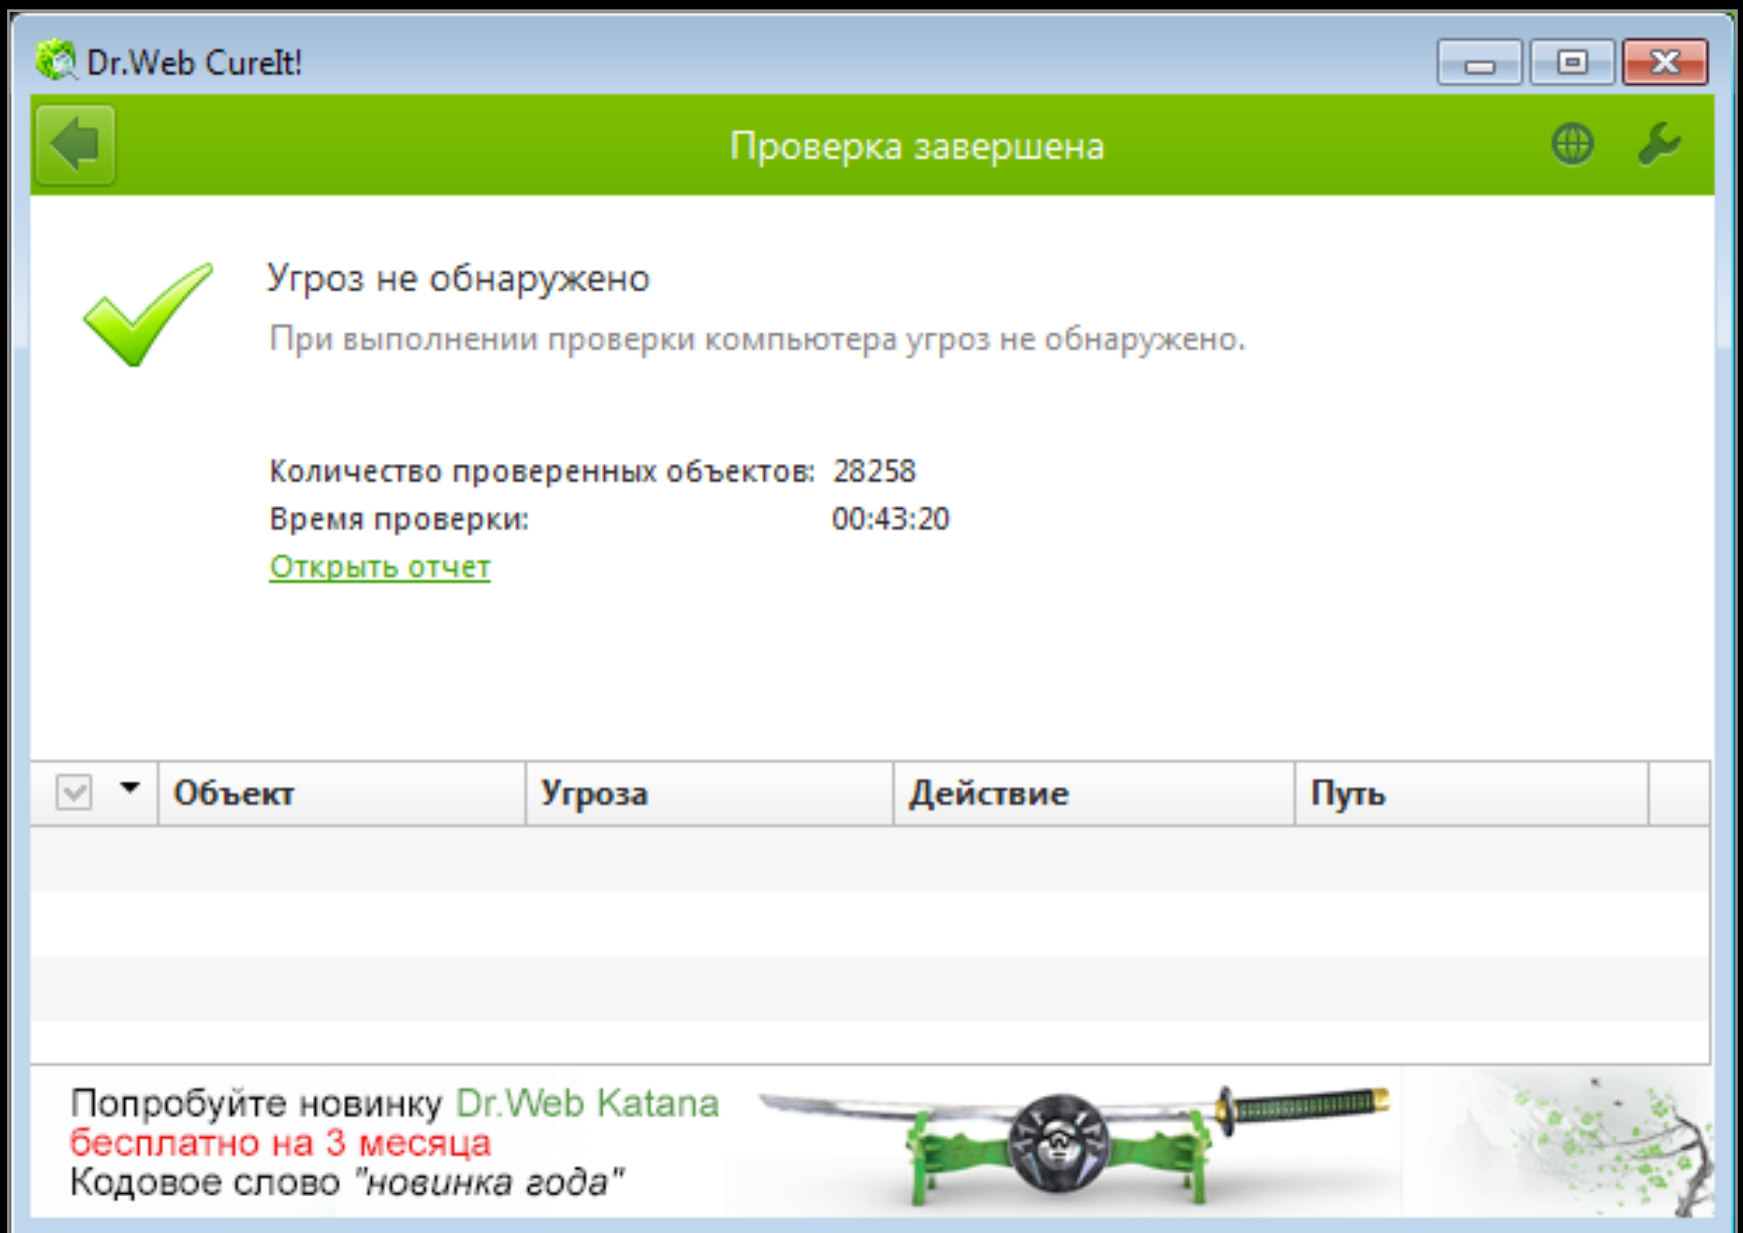 Dr.Web CureIt!
Проверка завершена
Угроз не обнаружено
При выполнении проверки компьютера угроз не обнаружено.
Количество проверенных объектов: 28258
Время проверки: 00:43:20
Открыть отчет
Объект Угроза Действие Путь
Попробуйте новинку Dr.Web Katana
бесплатно на 3 месяца
Кодовое слово "новинка года"